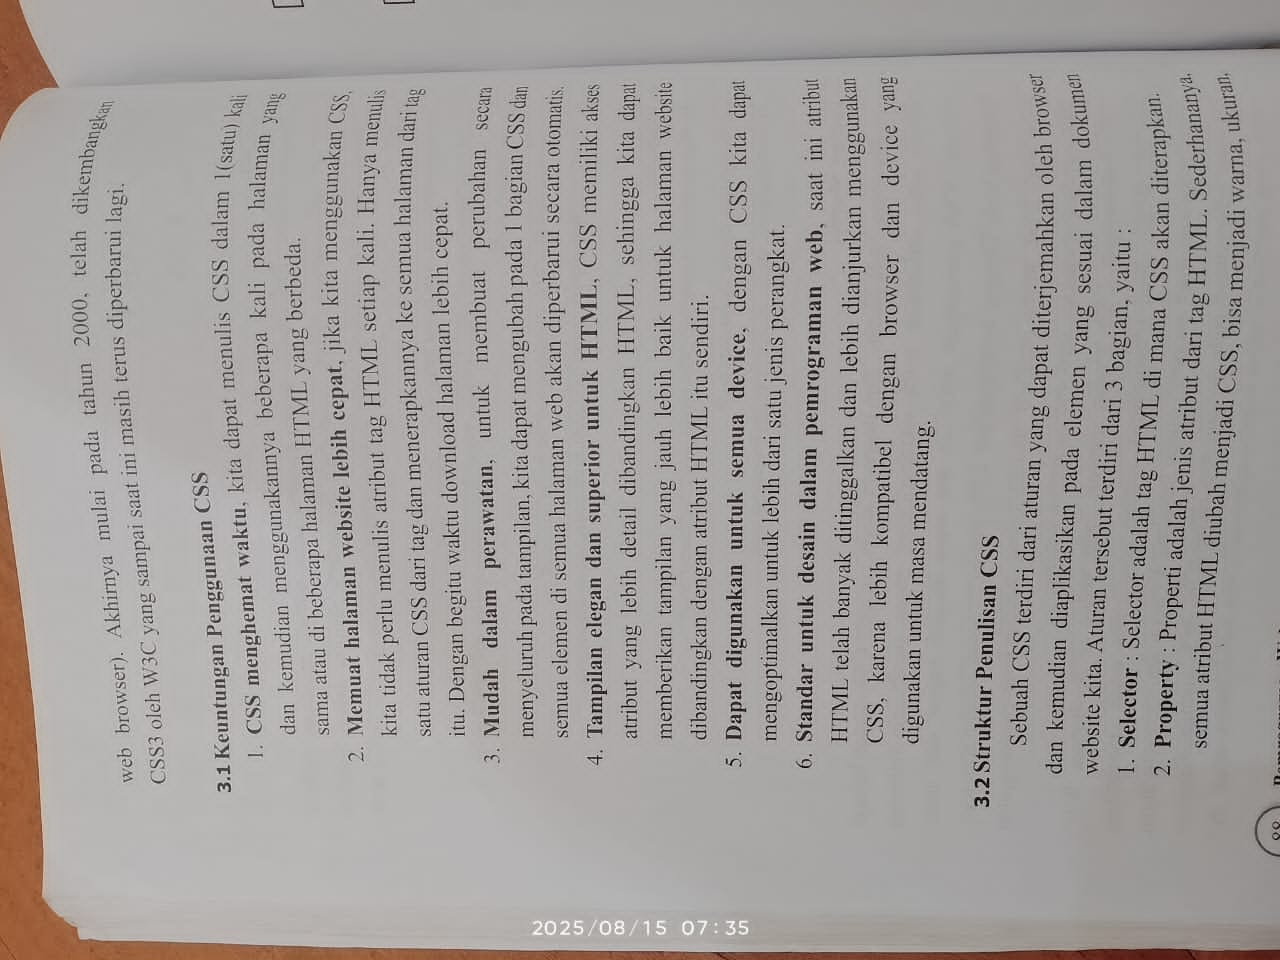 web browser). Akhirnya mulai pada tahun 2000, telah dikembangkan
CSS3 oleh W3C yang sampai saat ini masih terus diperbarui lagi.
3.1 Keuntungan Penggunaan CSS
1. CSS menghemat waktu, kita dapat menulis CSS dalam 1(satu) kali
dan kemudian menggunakannya beberapa kali pada halaman yang
sama atau di beberapa halaman HTML yang berbeda.
2. Memuat halaman website lebih cepat, jika kita menggunakan CSS,
kita tidak perlu menulis atribut tag HTML setiap kali. Hanya menulis
satu aturan CSS dari tag dan menerapkannya ke semua halaman dari tag
itu. Dengan begitu waktu download halaman lebih cepat.
3. Mudah dalam perawatan, untuk membuat perubahan secara
menyeluruh pada tampilan, kita dapat mengubah pada 1 bagian CSS dan
semua elemen di semua halaman web akan diperbarui secara otomatis.
4. Tampilan elegan dan superior untuk HTML, CSS memiliki akses
atribut yang lebih detail dibandingkan HTML, sehingga kita dapat
memberikan tampilan yang jauh lebih baik untuk halaman website
dibandingkan dengan atribut HTML itu sendiri.
5. Dapat digunakan untuk semua device, dengan CSS kita dapat
mengoptimalkan untuk lebih dari satu jenis perangkat.
6. Standar untuk desain dalam pemrograman web, saat ini atribut
HTML telah banyak ditinggalkan dan lebih dianjurkan menggunakan
CSS, karena lebih kompatibel dengan browser dan device yang
digunakan untuk masa mendatang.
3.2 Struktur Penulisan CSS
Sebuah CSS terdiri dari aturan yang dapat diterjemahkan oleh browser
dan kemudian diaplikasikan pada elemen yang sesuai dalam dokumen
website kita. Aturan tersebut terdiri dari 3 bagian, yaitu :
1. Selector : Selector adalah tag HTML di mana CSS akan diterapkan.
2. Property : Properti adalah jenis atribut dari tag HTML. Sederhananya,
semua atribut HTML diubah menjadi CSS, bisa menjadi warna, ukuran,
2025/08/15 07:35